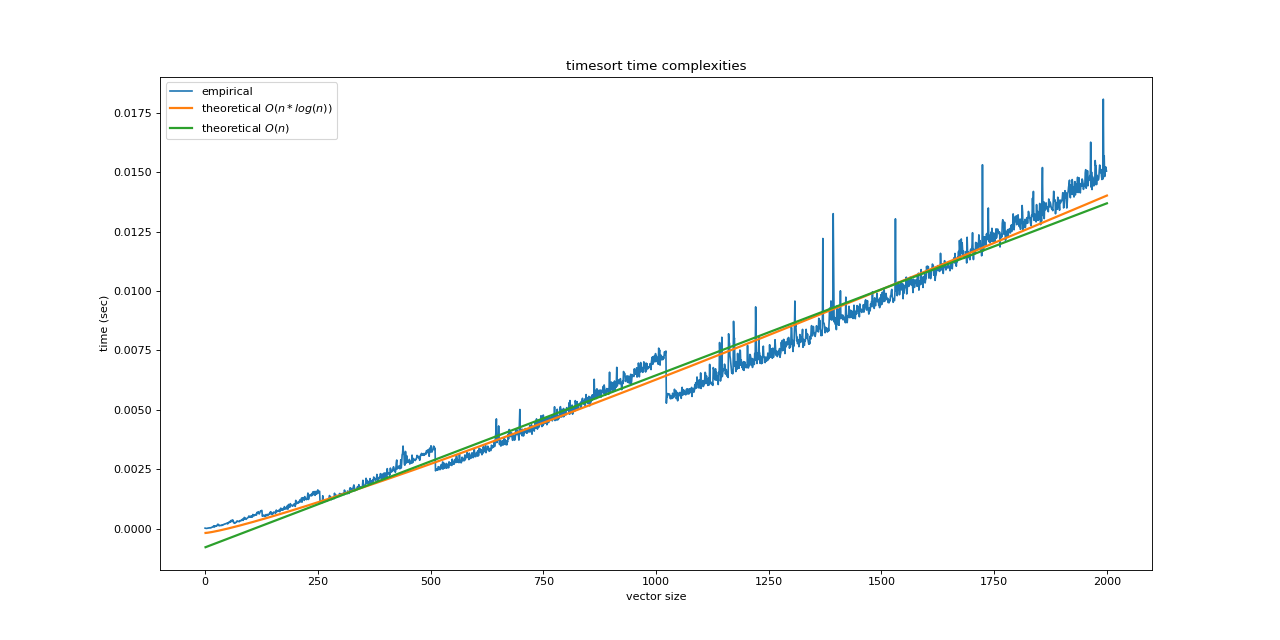 timesort time complexities
empirical
theoretical O(n * log(n))
theoretical O(n)
time (sec)
0.0175
0.0150
0.0125
0.0100
0.0075
0.0050
0.0025
0.0000
0 250 500 750 1000 1250 1500 1750 2000
vector size